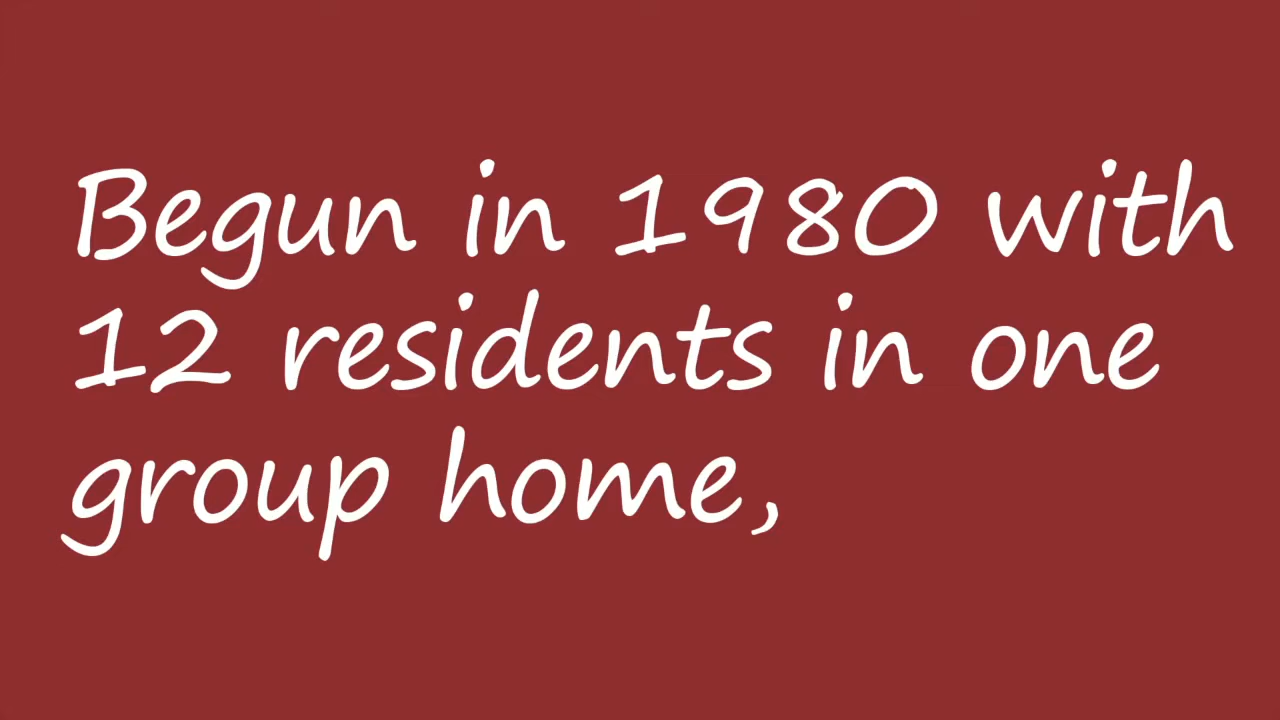 Begun in 1980 with
12 residents in one
group home,